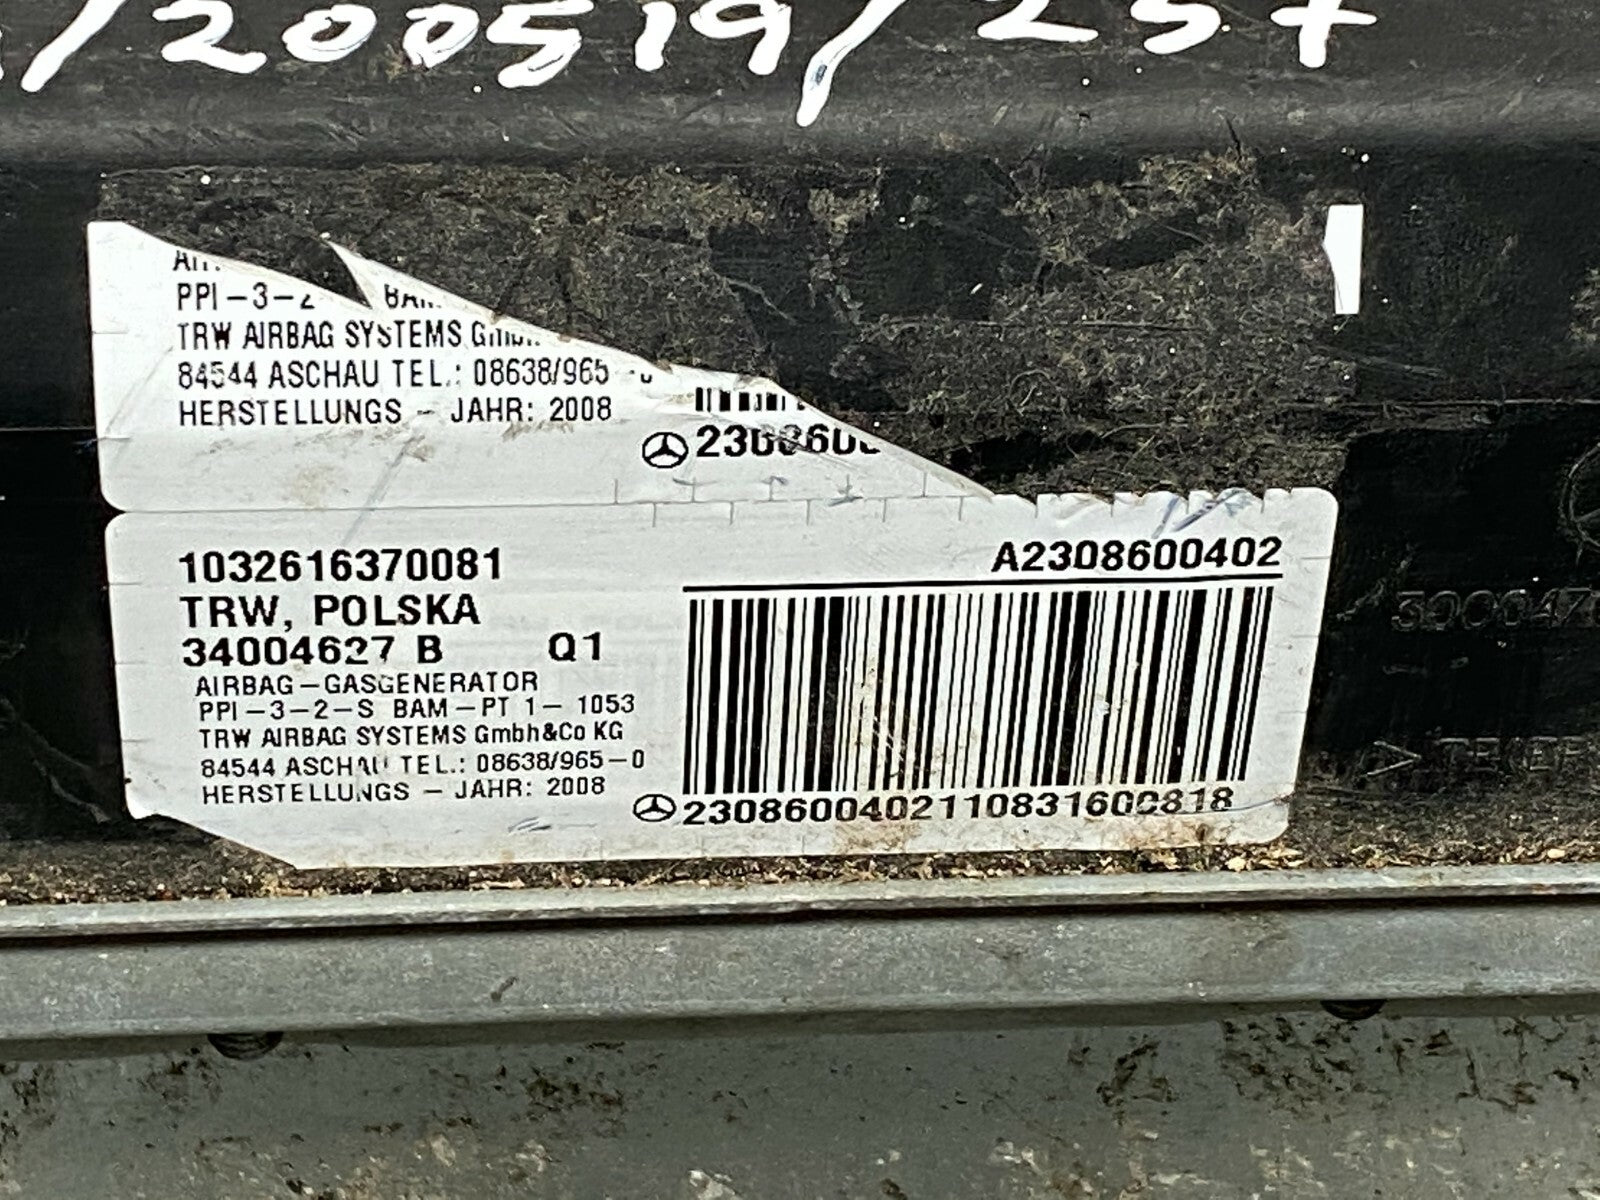 /200519/257
PPI-3-2
TRW AIRBAG SYSTEMS
84544 ASCHAU TEL.: 08638/965
HERSTELLUNGS - JAHR: 2008
1032616370081
A2308600402
TRW, POLSKA
34004627 B Q1
AIRBAG-GASGENERATOR
PPI-3-2-S BAM-PT 1- 1053
TRW AIRBAG SYSTEMS Gmbh&Co KG
84544 ASCHAU TEL.: 08638/965-0
HERSTELLUNGS - JAHR: 2008
2308600402110831600818